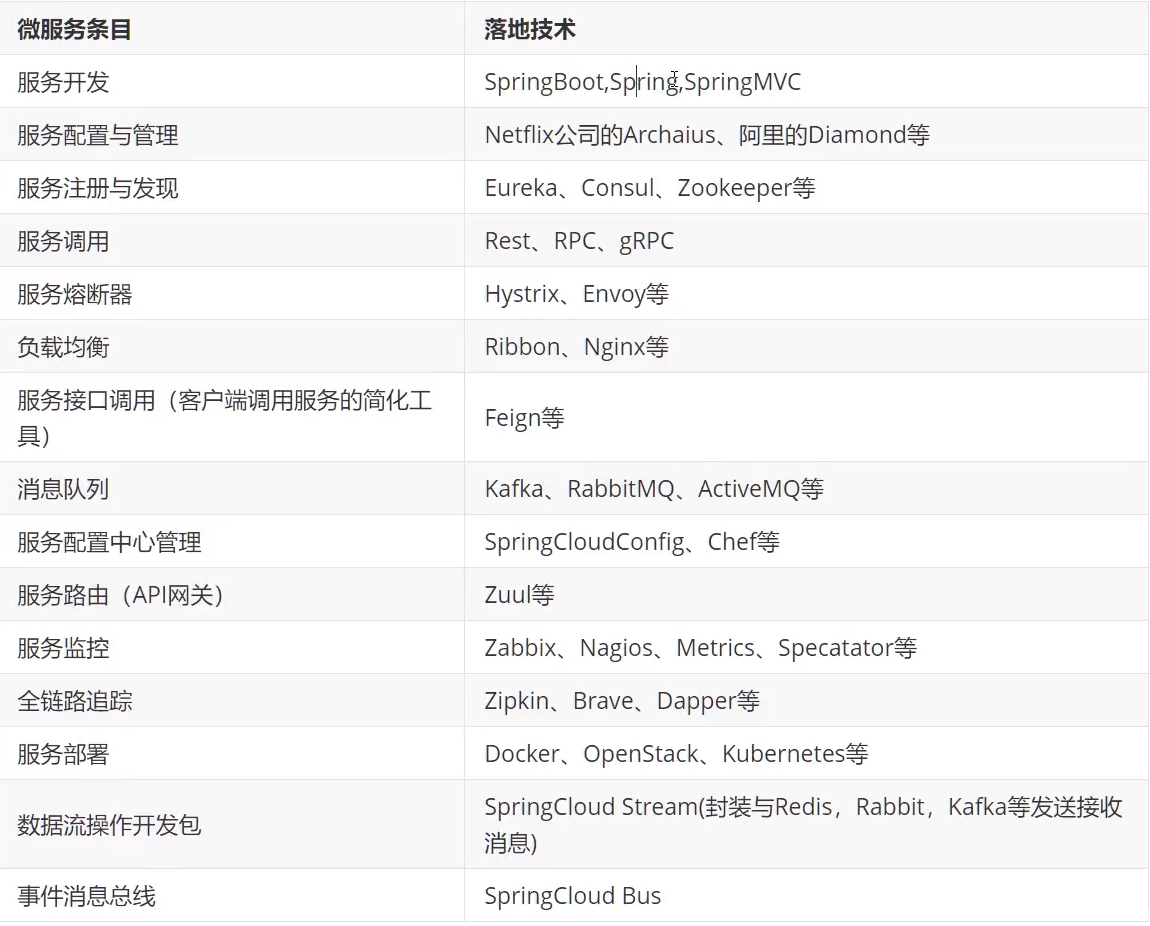 微服务条目 落地技术
服务开发 SpringBoot,Spring,SpringMVC
服务配置与管理 Netflix公司的Archaius、阿里的Diamond等
服务注册与发现 Eureka、Consul、Zookeeper等
服务调用 Rest、RPC、gRPC
服务熔断器 Hystrix、Envoy等
负载均衡 Ribbon、Nginx等
服务接口调用（客户端调用服务的简化工
具）
Feign等
消息队列 Kafka、RabbitMQ、ActiveMQ等
服务配置中心管理 SpringCloudConfig、Chef等
服务路由（API网关） Zuul等
服务监控 Zabbix、Nagios、Metrics、Specatator等
全链路追踪 Zipkin、Brave、Dapper等
服务部署 Docker、OpenStack、Kubernetes等
数据流操作开发包
SpringCloud Stream(封装与Redis，Rabbit，Kafka等发送接收
消息)
事件消息总线 SpringCloud Bus